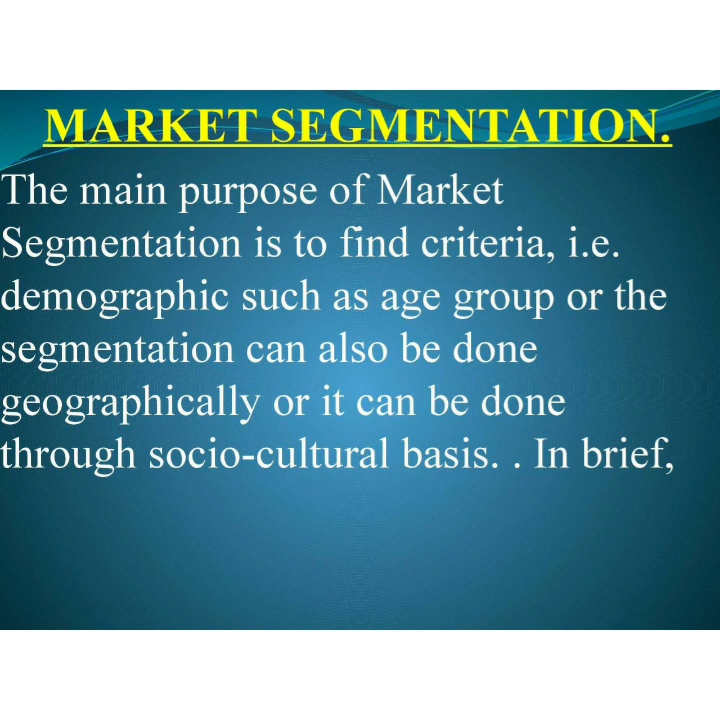 MARKET SEGMENTATION.
The main purpose of Market
Segmentation is to find criteria, i.e.
demographic such as age group or the
segmentation can also be done
geographically or it can be done
through socio-cultural basis. . In brief,